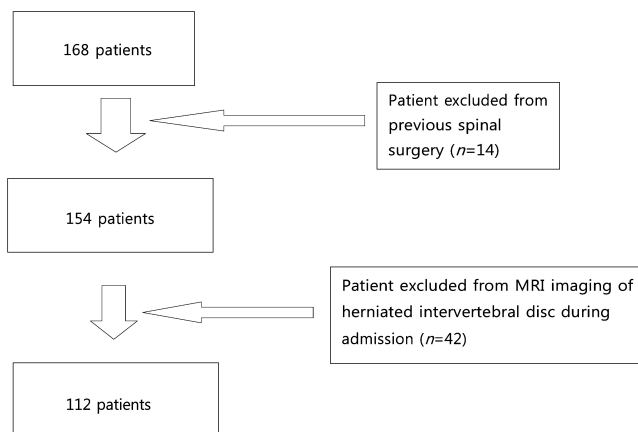 168 patients
Patient excluded from
previous spinal
surgery (n=14)
154 patients
Patient excluded from MRI imaging of
herniated intervertebral disc during
admission (n=42)
112 patients